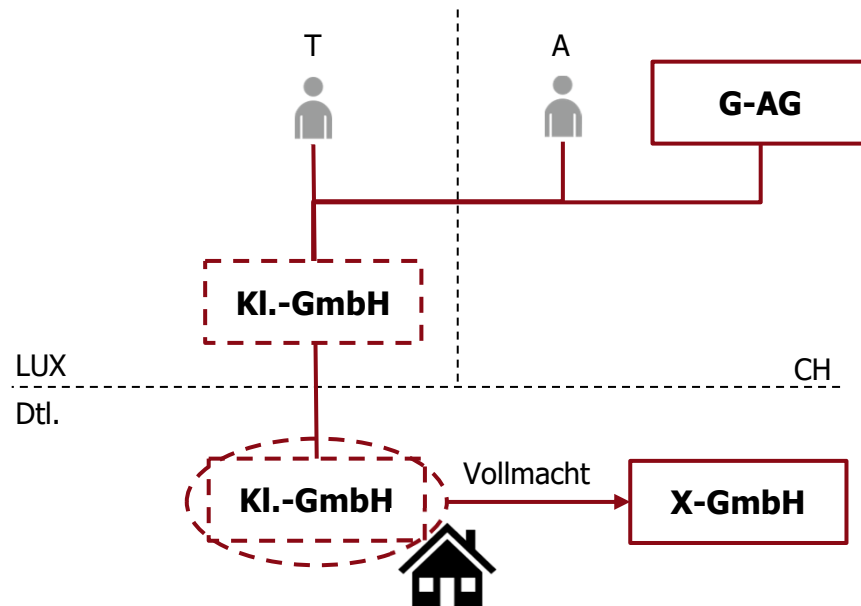 T
A
G-AG
Kl.-GmbH
LUX
CH
Dtl.
Kl.-GmbH
Vollmacht
X-GmbH